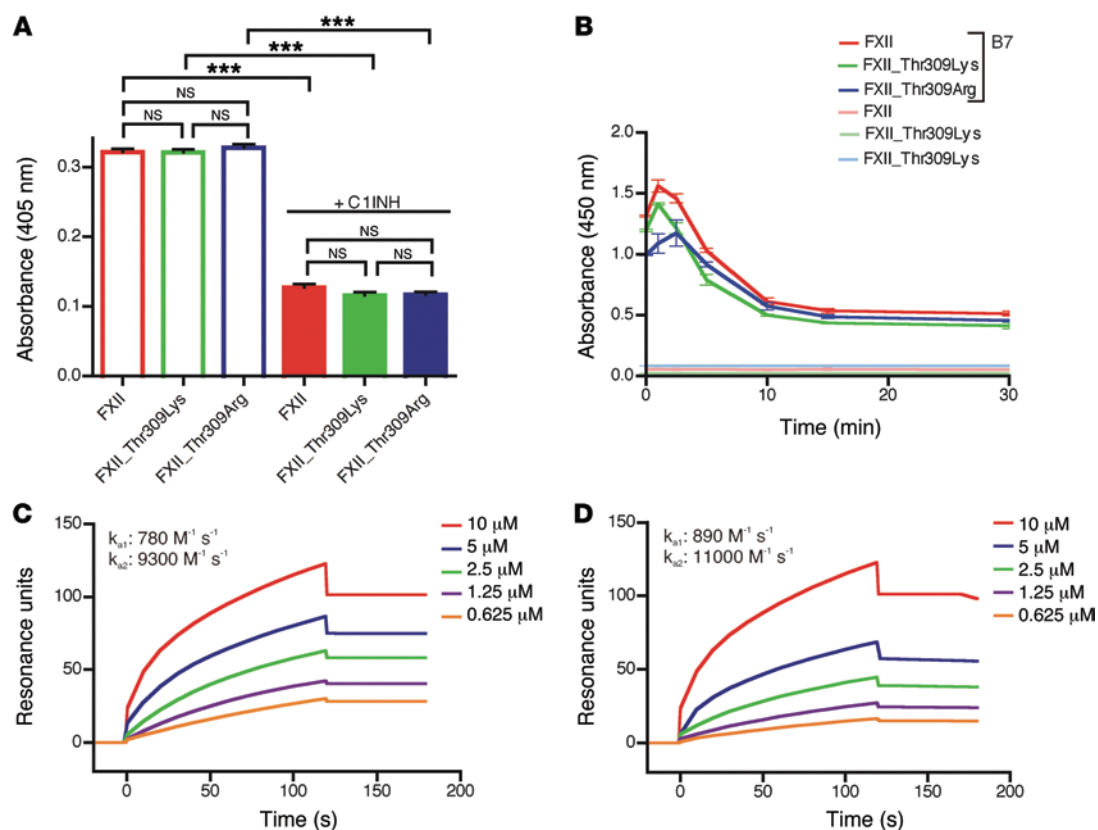 A
***
***
***
NS
NS
NS
+ C1INH
NS
NS
NS
Absorbance (405 nm)
0.3
0.2
0.1
0.0
FXII
FXII_Thr309Lys
FXII_Thr309Arg
FXII
FXII_Thr309Lys
FXII_Thr309Arg
B
FXII
FXII_Thr309Lys
FXII_Thr309Arg
B7
FXII
FXII_Thr309Lys
FXII_Thr309Lys
Absorbance (450 nm)
2.0
1.5
1.0
0.5
0.0
0
10
20
30
Time (min)
C
kₐ₁: 780 M⁻¹ s⁻¹
kₐ₂: 9300 M⁻¹ s⁻¹
10 μM
5 μM
2.5 μM
1.25 μM
0.625 μM
Resonance units
150
100
50
0
0
50
100
150
200
Time (s)
D
kₐ₁: 890 M⁻¹ s⁻¹
kₐ₂: 11000 M⁻¹ s⁻¹
10 μM
5 μM
2.5 μM
1.25 μM
0.625 μM
Resonance units
150
100
50
0
0
50
100
150
200
Time (s)